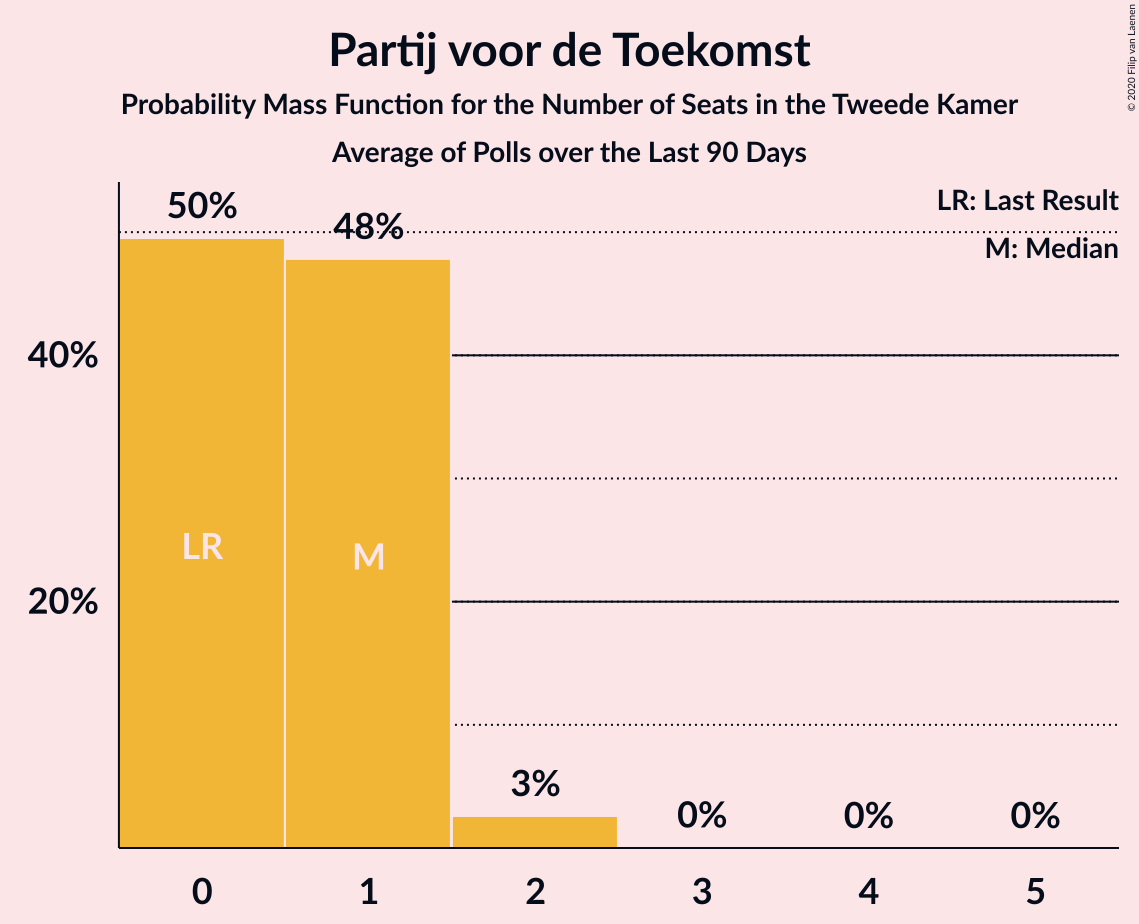 Partij voor de Toekomst
Probability Mass Function for the Number of Seats in the Tweede Kamer
Average of Polls over the Last 90 Days
© 2020 Filip van Laenen
LR: Last Result
M: Median
50%
48%
40%
LR
M
20%
3%
0%
0%
0%
0
1
2
3
4
5